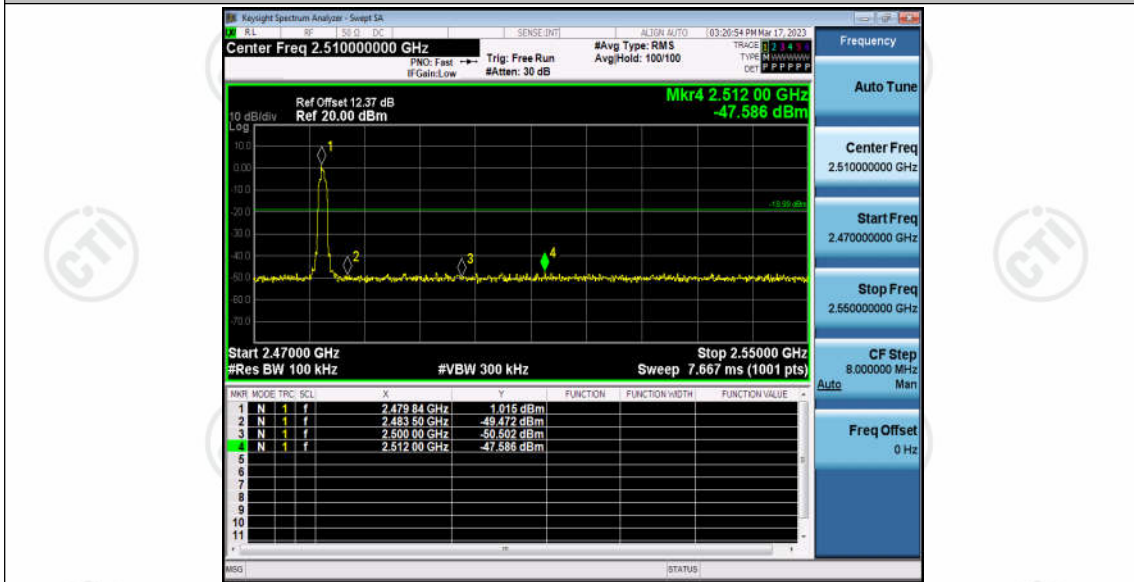 Keysight Spectrum Analyzer - Swept SA
RL RF 50 Ω DC SENSE:INT ALIGN AUTO 03:20:54 PM Mar 17, 2023
Center Freq 2.510000000 GHz
PNO: Fast
IFGain:Low
Trig: Free Run
#Atten: 30 dB
#Avg Type: RMS
Avg|Hold: 100/100
TRACE 1 2 3 4 5 6
TYPE M WWWWW
DET P P P P P P
Mkr4 2.512 00 GHz
-47.586 dBm
Ref Offset 12.37 dB
10 dB/div Ref 20.00 dBm
Log
10.0
0.00
-10.0
-20.0
-30.0
-40.0
-50.0
-60.0
-70.0
1
2
3
4
Start 2.47000 GHz Stop 2.55000 GHz
#Res BW 100 kHz #VBW 300 kHz Sweep 7.667 ms (1001 pts)
MKR MODE TRC SCL X Y FUNCTION FUNCTION WIDTH FUNCTION VALUE
1 N 1 f 2.479 84 GHz 1.015 dBm
2 N 1 f 2.483 50 GHz -49.472 dBm
3 N 1 f 2.500 00 GHz -50.502 dBm
4 N 1 f 2.512 00 GHz -47.586 dBm
5
6
7
8
9
10
11
MSG STATUS
Frequency
Auto Tune
Center Freq
2.510000000 GHz
Start Freq
2.470000000 GHz
Stop Freq
2.550000000 GHz
CF Step
8.000000 MHz
Auto Man
Freq Offset
0 Hz
CTI
CTI